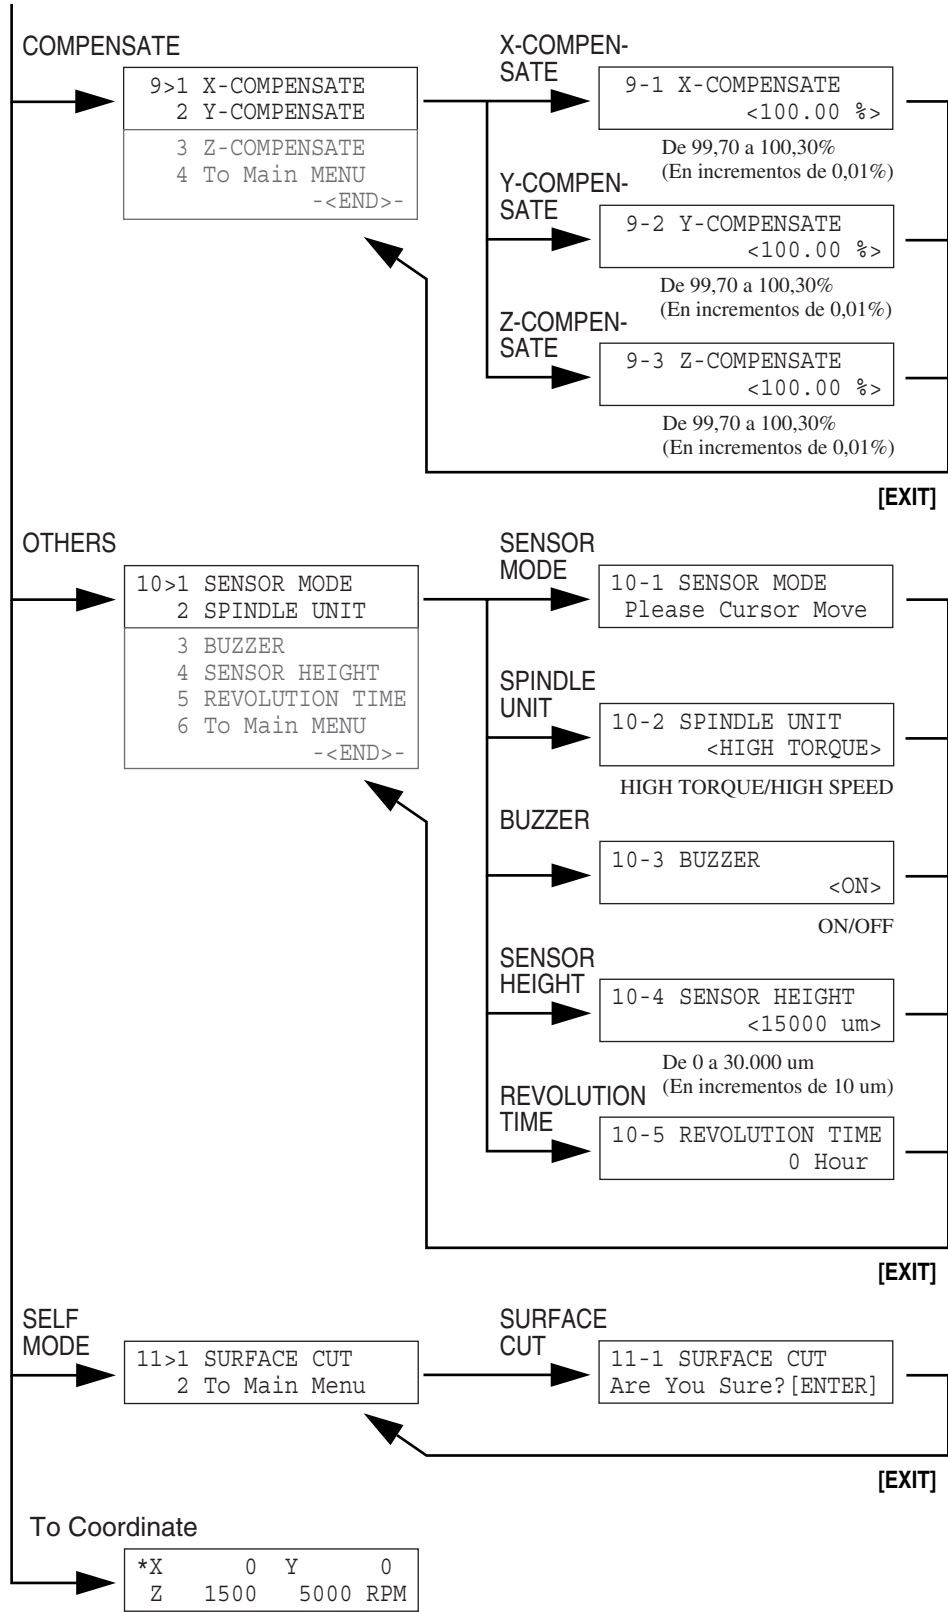 COMPENSATE
9>1 X-COMPENSATE
2 Y-COMPENSATE
3 Z-COMPENSATE
4 To Main MENU
-<END>-
X-COMPEN-
SATE
9-1 X-COMPENSATE
<100.00 %>
De 99,70 a 100,30%
(En incrementos de 0,01%)
Y-COMPEN-
SATE
9-2 Y-COMPENSATE
<100.00 %>
De 99,70 a 100,30%
(En incrementos de 0,01%)
Z-COMPEN-
SATE
9-3 Z-COMPENSATE
<100.00 %>
De 99,70 a 100,30%
(En incrementos de 0,01%)
[EXIT]
OTHERS
10>1 SENSOR MODE
2 SPINDLE UNIT
3 BUZZER
4 SENSOR HEIGHT
5 REVOLUTION TIME
6 To Main MENU
-<END>-
SENSOR
MODE
10-1 SENSOR MODE
Please Cursor Move
SPINDLE
UNIT
10-2 SPINDLE UNIT
<HIGH TORQUE>
HIGH TORQUE/HIGH SPEED
BUZZER
10-3 BUZZER
<ON>
ON/OFF
SENSOR
HEIGHT
10-4 SENSOR HEIGHT
<15000 um>
De 0 a 30.000 um
(En incrementos de 10 um)
REVOLUTION
TIME
10-5 REVOLUTION TIME
0 Hour
[EXIT]
SELF
MODE
11>1 SURFACE CUT
2 To Main Menu
SURFACE
CUT
11-1 SURFACE CUT
Are You Sure?[ENTER]
[EXIT]
To Coordinate
*X 0 Y 0
Z 1500 5000 RPM